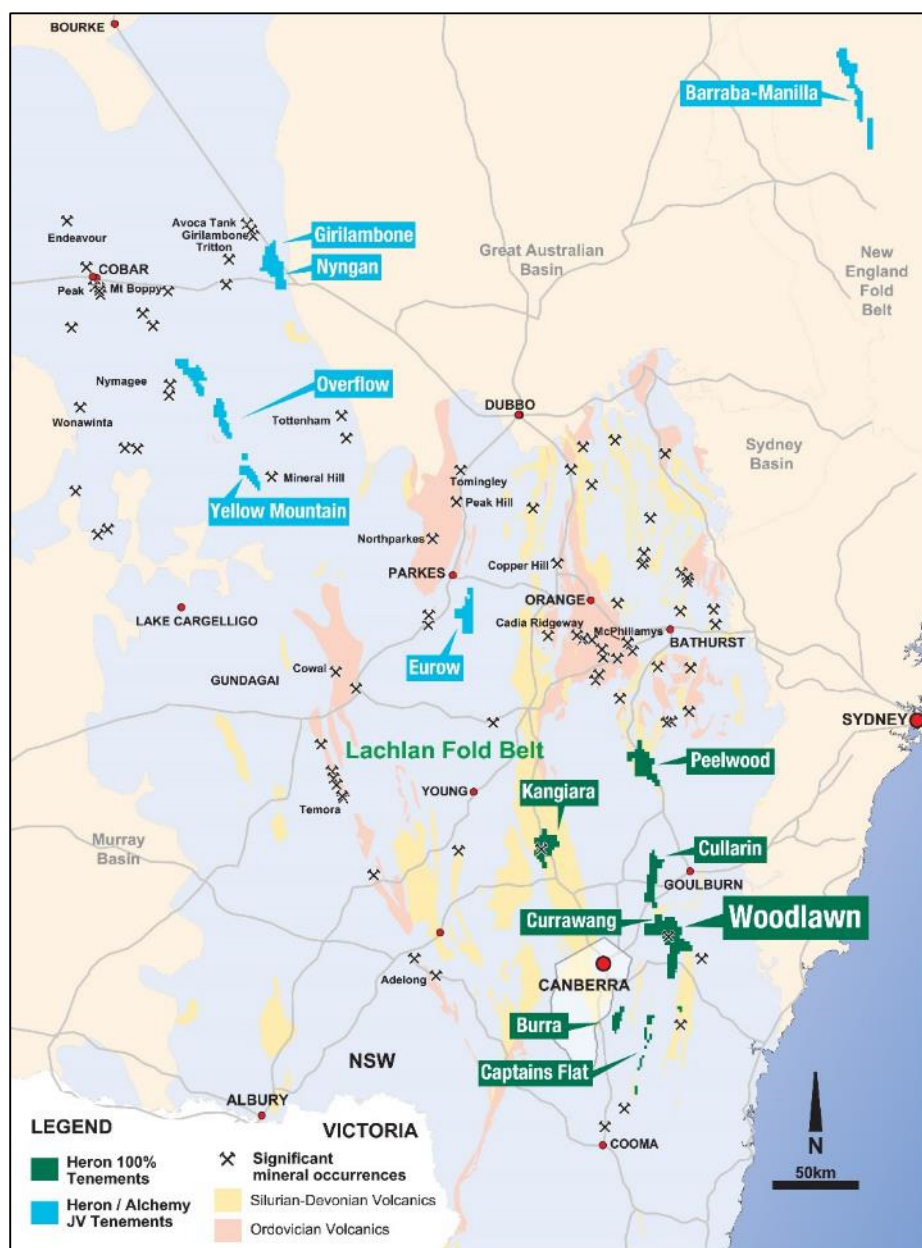 BOURKE
Barraba-Manilla
Avoca Tank
Girilambone
Tritton
Endeavour
Girilambone
Nyngan
Great Australian
Basin
New
England
Fold
Belt
COBAR
Peak
Mt Boppy
Nymagee
Overflow
Wonawinta
Tottenham
DUBBO
Sydney
Basin
Mineral Hill
Yellow Mountain
Tomingley
Peak Hill
Northparkes
Copper Hill
PARKES
ORANGE
LAKE CARGELLIGO
Cadia Ridgeway
McPhillamys
BATHURST
Eurow
Cowal
GUNDAGAI
SYDNEY
Lachlan Fold Belt
Peelwood
Kangiara
YOUNG
Temora
Murray
Basin
Cullarin
GOULBURN
Currawang
Woodlawn
CANBERRA
Adelong
Burra
NSW
Captains Flat
ALBURY
VICTORIA
COOMA
N
50km
LEGEND
Heron 100%
Tenements
Heron / Alchemy
JV Tenements
Significant
mineral occurrences
Silurian-Devonian Volcanics
Ordovician Volcanics